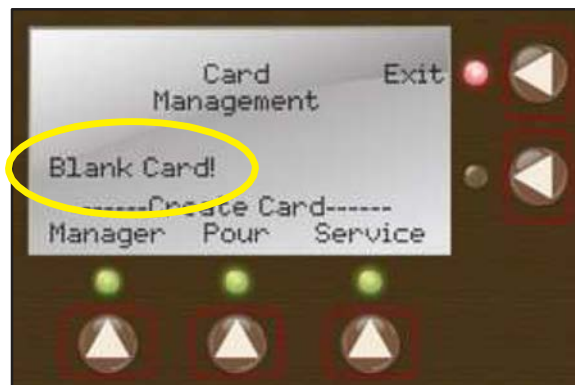 Card Exit
Management
Blank Card!
------Create Card------
Manager Pour Service